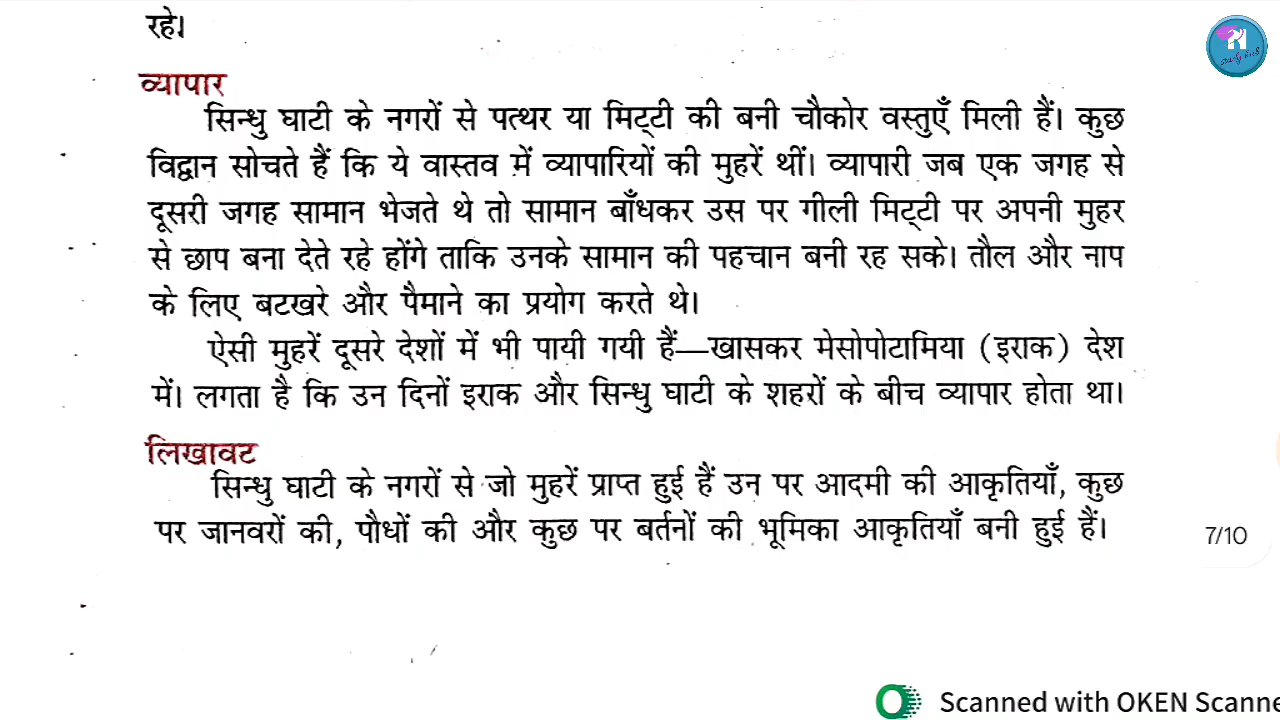 रहे।
व्यापार
सिन्धु घाटी के नगरों से पत्थर या मिट्टी की बनी चौकोर वस्तुएँ मिली हैं। कुछ
विद्वान सोचते हैं कि ये वास्तव में व्यापारियों की मुहरें थीं। व्यापारी जब एक जगह से
दूसरी जगह सामान भेजते थे तो सामान बाँधकर उस पर गीली मिट्टी पर अपनी मुहर
से छाप बना देते रहे होंगे ताकि उनके सामान की पहचान बनी रह सके। तौल और नाप
के लिए बटखरे और पैमाने का प्रयोग करते थे।
ऐसी मुहरें दूसरे देशों में भी पायी गयी हैं—खासकर मेसोपोटामिया (इराक) देश
में। लगता है कि उन दिनों इराक और सिन्धु घाटी के शहरों के बीच व्यापार होता था।
लिखावट
सिन्धु घाटी के नगरों से जो मुहरें प्राप्त हुई हैं उन पर आदमी की आकृतियाँ, कुछ
पर जानवरों की, पौधों की और कुछ पर बर्तनों की भूमिका आकृतियाँ बनी हुई हैं।
7/10
Scanned with OKEN Scanne